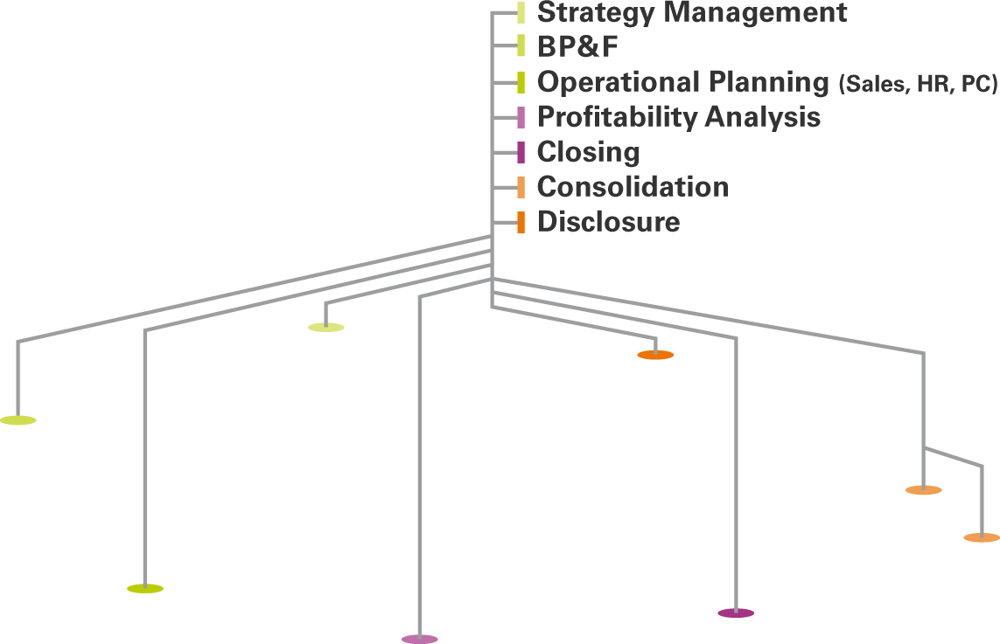 Strategy Management
BP&F
Operational Planning (Sales, HR, PC)
Profitability Analysis
Closing
Consolidation
Disclosure